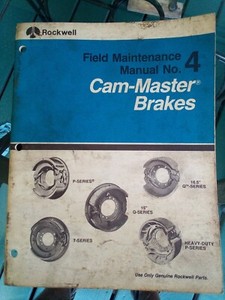 Rockwell
Field Maintenance
Manual No. 4
Cam-Master®
Brakes
P-SERIES®
16.5"
Q™-SERIES
15"
Q-SERIES
T-SERIES
HEAVY-DUTY
P-SERIES
Use Only Genuine Rockwell Parts.